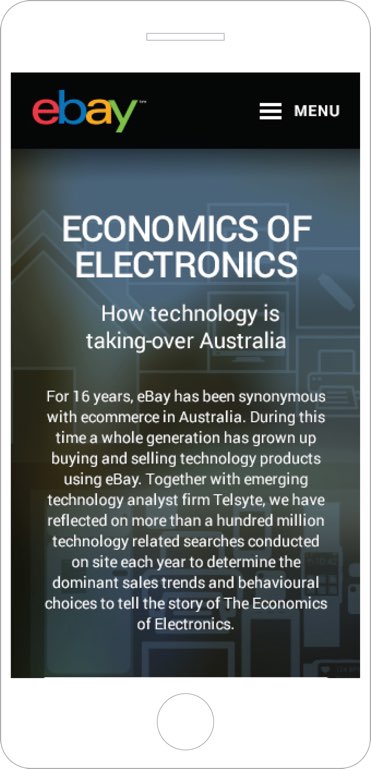 ebay™
MENU
ECONOMICS OF
ELECTRONICS
How technology is
taking-over Australia
For 16 years, eBay has been synonymous
with ecommerce in Australia. During this
time a whole generation has grown up
buying and selling technology products
using eBay. Together with emerging
technology analyst firm Telsyte, we have
reflected on more than a hundred million
technology related searches conducted
on site each year to determine the
dominant sales trends and behavioural
choices to tell the story of The Economics
of Electronics.